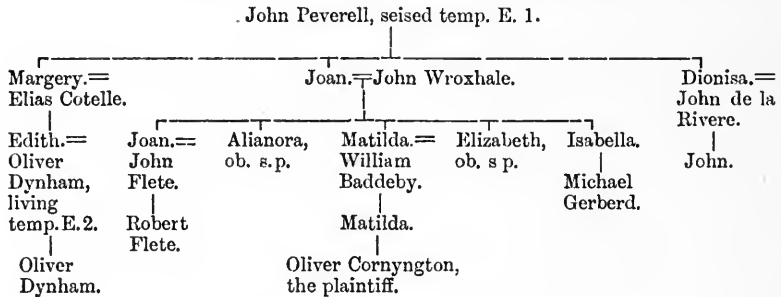 John Peverell, seised temp. E. 1.
Margery.=
Elias Cotelle.
Joan.=John Wroxhale.
Dionisa.=
John de la
Rivere.
John.
Edith.=
Oliver
Dynham,
living
temp. E. 2.
Oliver
Dynham.
Joan.=
John
Flete.
Robert
Flete.
Alianora,
ob. s. p.
Matilda.=
William
Baddeby.
Matilda.
Oliver Cornyngton,
the plaintiff.
Elizabeth,
ob. s p.
Isabella.
Michael
Gerberd.